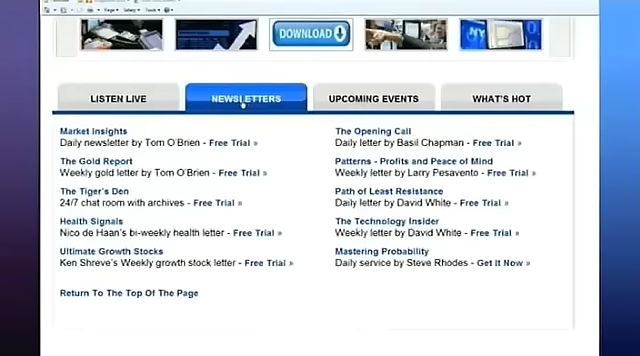 Page ▾ Safety ▾ Tools ▾
DOWNLOAD
NY
LISTEN LIVE
NEWSLETTERS
UPCOMING EVENTS
WHAT'S HOT
Market Insights
Daily newsletter by Tom O'Brien - Free Trial »
The Gold Report
Weekly gold letter by Tom O'Brien - Free Trial »
The Tiger's Den
24/7 chat room with archives - Free Trial »
Health Signals
Nico de Haan's bi-weekly health letter - Free Trial »
Ultimate Growth Stocks
Ken Shreve's Weekly growth stock letter - Free Trial »
Return To The Top Of The Page
The Opening Call
Daily letter by Basil Chapman - Free Trial »
Patterns - Profits and Peace of Mind
Weekly letter by Larry Pesavento - Free Trial »
Path of Least Resistance
Daily letter by David White - Free Trial »
The Technology Insider
Weekly letter by David White - Free Trial »
Mastering Probability
Daily service by Steve Rhodes - Get It Now »